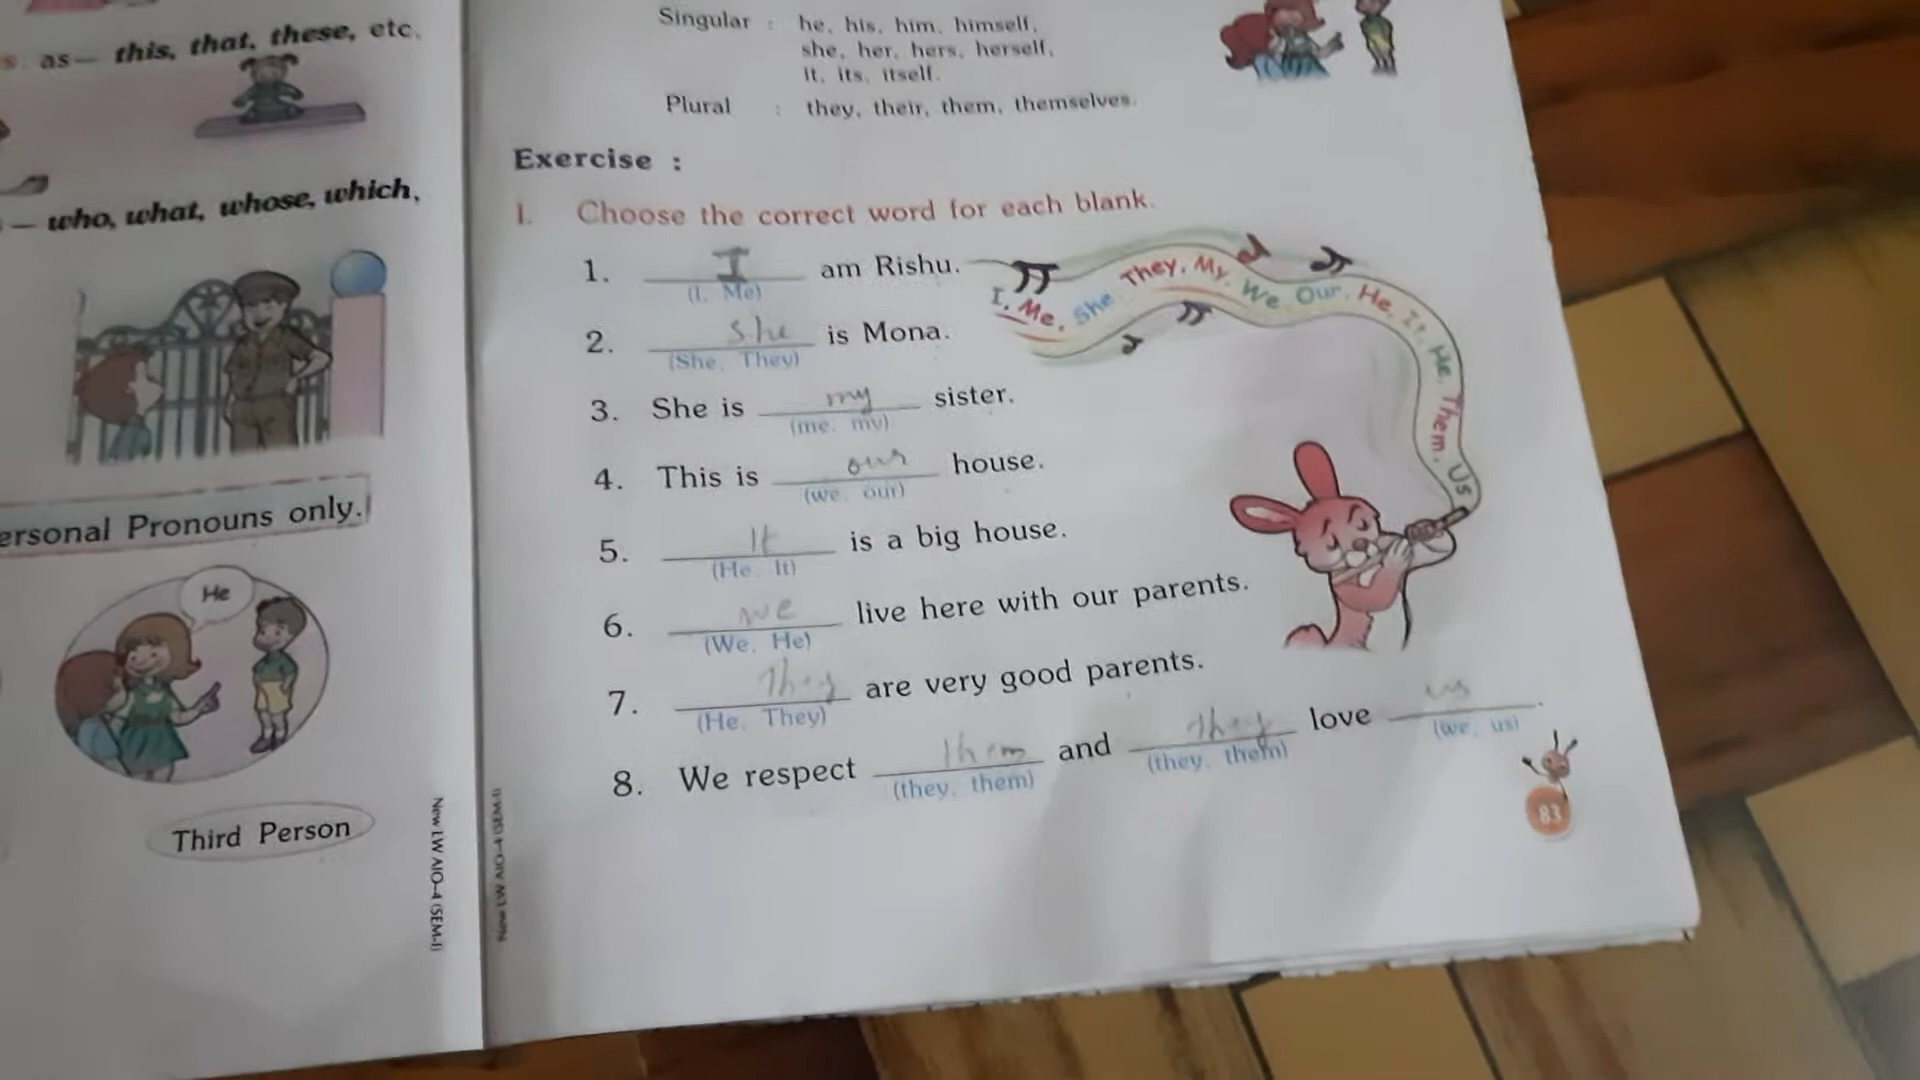 as— this, that, these, etc.
— who, what, whose, which,
Personal Pronouns only.
He
Third Person
New LW AIO-4 (SEM-I)
New LW AIO-4 (SEM-I)
Singular : he, his, him, himself,
she, her, hers, herself,
it, its, itself.
Plural : they, their, them, themselves.
Exercise :
I. Choose the correct word for each blank.
1. I am Rishu.
(I, Me)
2. she is Mona.
(She, They)
3. She is my sister.
(me, my)
4. This is our house.
(we, our)
5. It is a big house.
(He, It)
6. we live here with our parents.
(We, He)
7. They are very good parents.
(He, They)
8. We respect them and they love us.
(they, them) (they, them) (we, us)
I, Me, She, They, My, We, Our, He, It, He, Them, Us
83